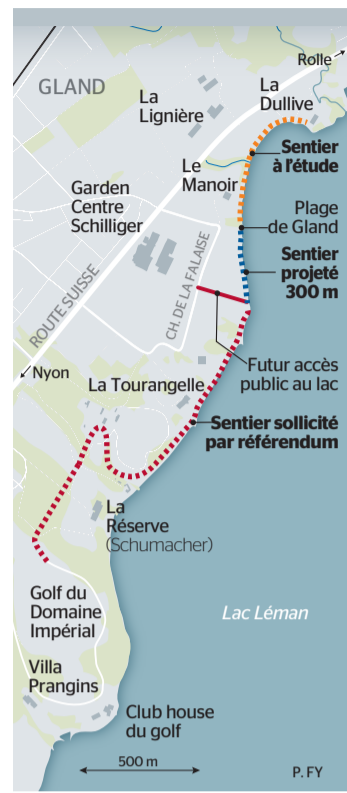 Rolle
GLAND
La
Dullive
La
Lignière
Sentier
à l'étude
Le
Manoir
Garden
Centre
Schilliger
Plage
de Gland
Sentier
projeté
300 m
ROUTE SUISSE
CH. DE LA FALAISE
Futur accès
public au lac
Nyon
La Tourangelle
Sentier sollicité
par référendum
La
Réserve
(Schumacher)
Golf du
Domaine
Impérial
Lac Léman
Villa
Prangins
Club house
du golf
500 m
P. FY